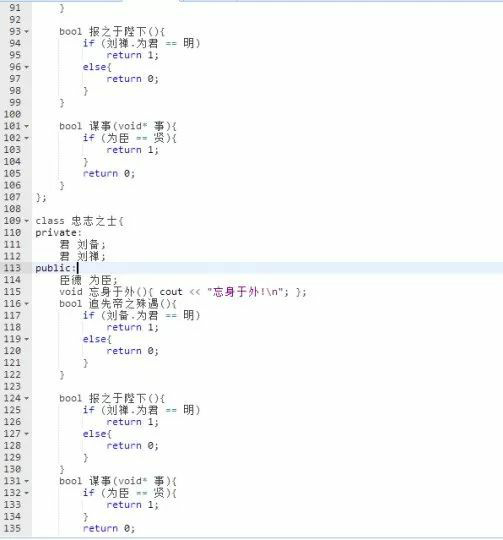 91 }
92
93 bool 报之于陛下(){
94 if (刘禅.为君 == 明)
95 return 1;
96 else{
97 return 0;
98 }
99 }
100
101 bool 谋事(void* 事){
102 if (为臣 == 贤){
103 return 1;
104 }
105 return 0;
106 }
107 };
108
109 class 忠志之士{
110 private:
111 君 刘备;
112 君 刘禅;
113 public:
114 臣德 为臣;
115 void 忘身于外(){ cout << "忘身于外!\n"; };
116 bool 追先帝之殊遇(){
117 if (刘备.为君 == 明)
118 return 1;
119 else{
120 return 0;
121 }
122 }
123
124 bool 报之于陛下(){
125 if (刘禅.为君 == 明)
126 return 1;
127 else{
128 return 0;
129 }
130 }
131 bool 谋事(void* 事){
132 if (为臣 == 贤){
133 return 1;
134 }
135 return 0;